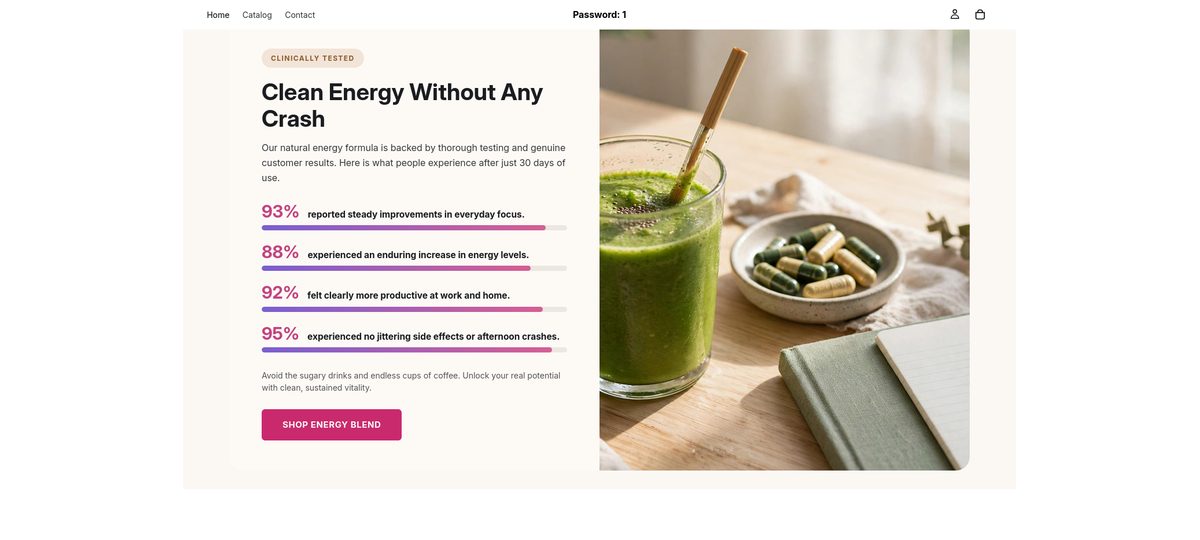 Home Catalog Contact
Password: 1
CLINICALLY TESTED
Clean Energy Without Any
Crash
Our natural energy formula is backed by thorough testing and genuine
customer results. Here is what people experience after just 30 days of
use.
93% reported steady improvements in everyday focus.
88% experienced an enduring increase in energy levels.
92% felt clearly more productive at work and home.
95% experienced no jittering side effects or afternoon crashes.
Avoid the sugary drinks and endless cups of coffee. Unlock your real potential
with clean, sustained vitality.
SHOP ENERGY BLEND